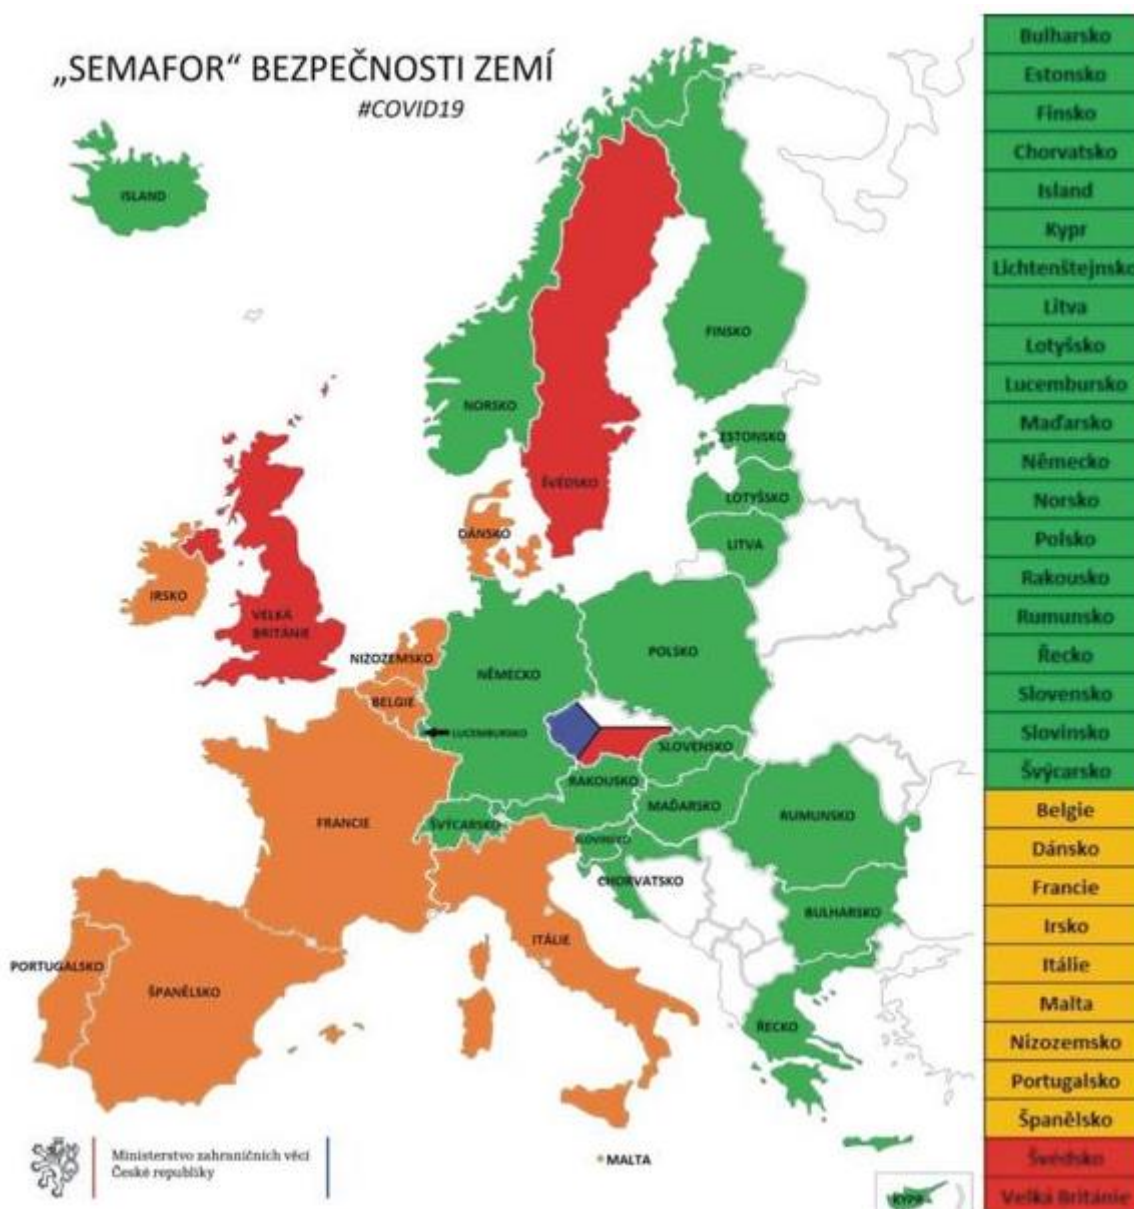 „SEMAFOR“ BEZPEČNOSTI ZEMÍ
#COVID19
ISLAND
FINSKO
NORSKO
ŠVÉDSKO
ESTONSKO
LOTYŠSKO
LITVA
DÁNSKO
IRSKO
VELKÁ
BRITÁNIE
NIZOZEMSKO
BELGIE
NĚMECKO
POLSKO
LUCEMBURSKO
SLOVENSKO
RAKOUSKO
MAĎARSKO
RUMUNSKO
FRANCIE
ŠVÝCARSKO
SLOVINSKO
CHORVATSKO
BULHARSKO
ITÁLIE
PORTUGALSKO
ŠPANĚLSKO
ŘECKO
MALTA
KYPR
Ministerstvo zahraničních věcí
České republiky
Bulharsko
Estonsko
Finsko
Chorvatsko
Island
Kypr
Lichtenštejnsko
Litva
Lotyšsko
Lucembursko
Maďarsko
Německo
Norsko
Polsko
Rakousko
Rumunsko
Řecko
Slovensko
Slovinsko
Švýcarsko
Belgie
Dánsko
Francie
Irsko
Itálie
Malta
Nizozemsko
Portugalsko
Španělsko
Švédsko
Velká Británie